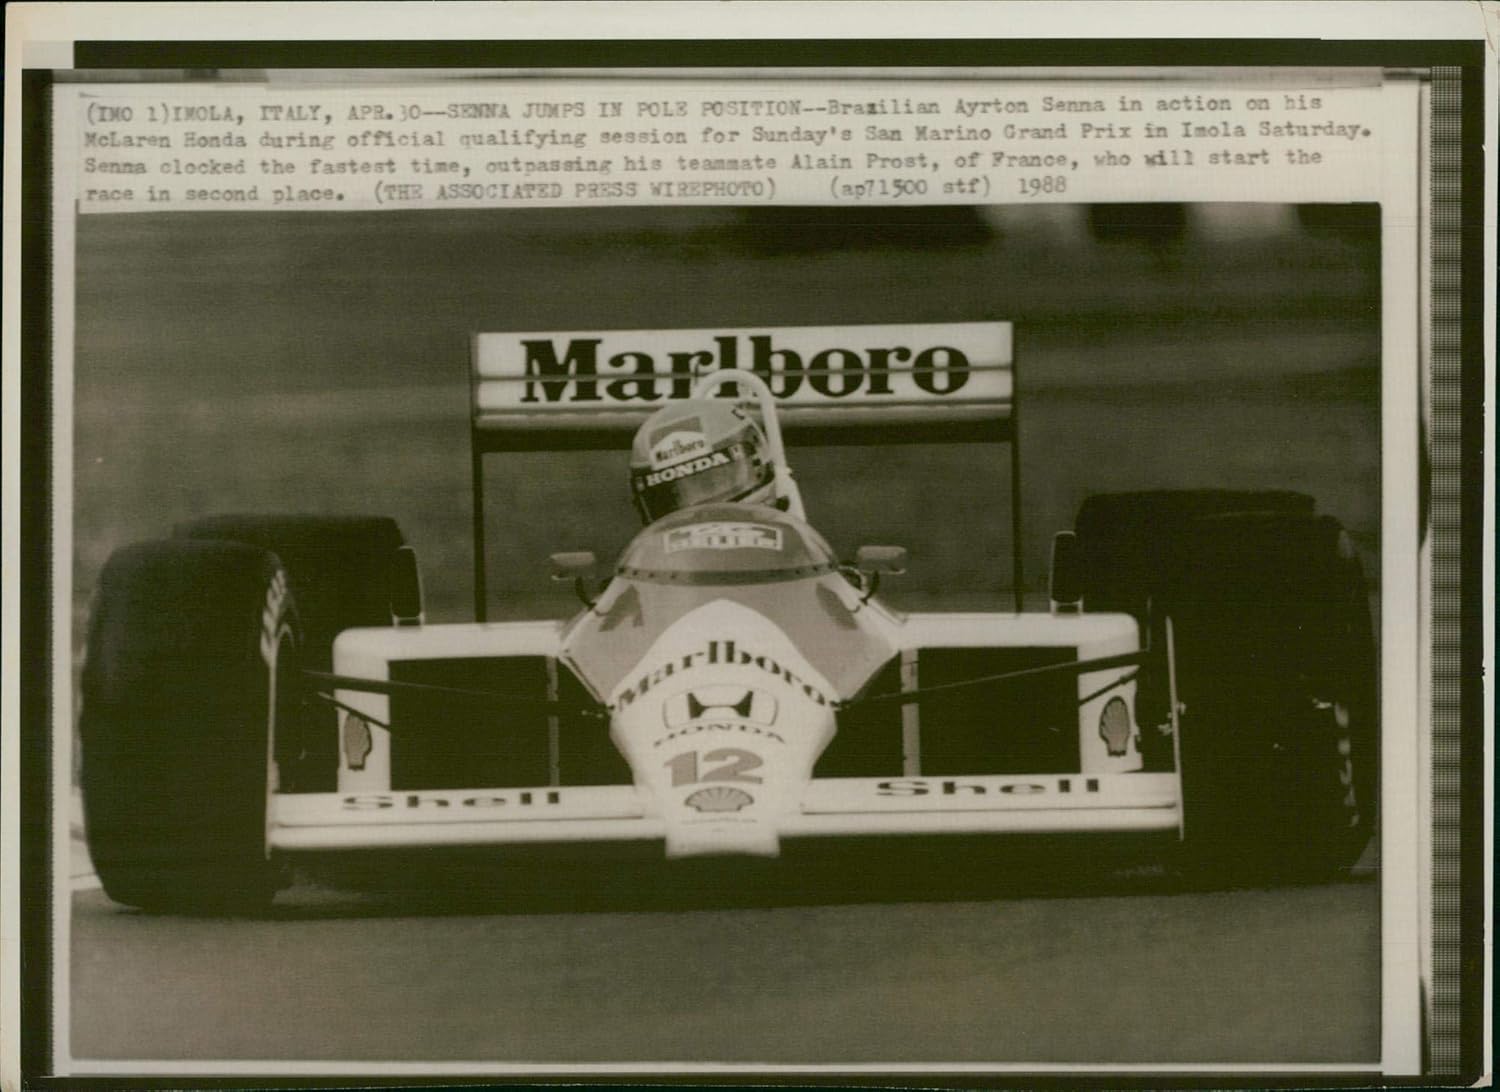 (IMO 1)IMOLA, ITALY, APR.30--SENNA JUMPS IN POLE POSITION--Brazilian Ayrton Senna in action on his
McLaren Honda during official qualifying session for Sunday's San Marino Grand Prix in Imola Saturday.
Senna clocked the fastest time, outpassing his teammate Alain Prost, of France, who will start the
race in second place. (THE ASSOCIATED PRESS WIREPHOTO) (ap71500 stf) 1988
Marlboro
Marlboro
HONDA
Marlboro
HONDA
12
Shell
Shell